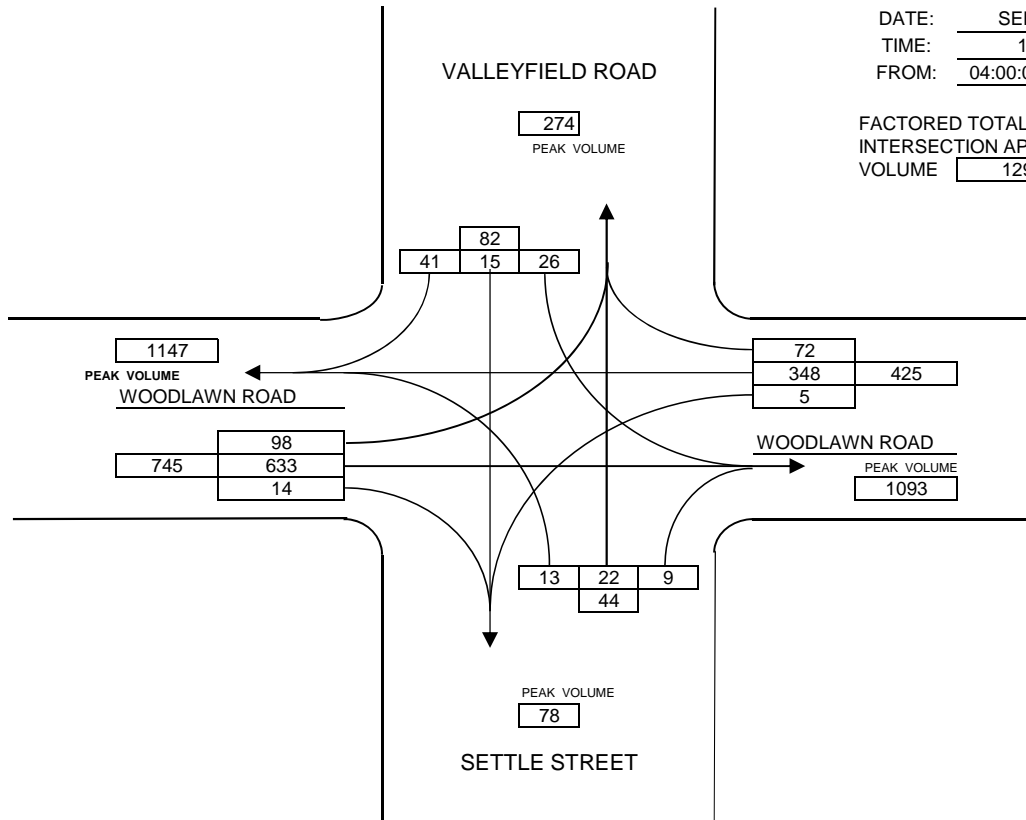 DATE:
TIME:
FROM:
VALLEYFIELD ROAD
274
PEAK VOLUME
FACTORED TOTAL
INTERSECTION
VOLUME
82
41 15 26
1147
PEAK VOLUME
WOODLAWN ROAD
72
348 425
5
98
745 633
14
WOODLAWN ROAD
PEAK VOLUME
1093
13 22 9
44
PEAK VOLUME
78
SETTLE STREET